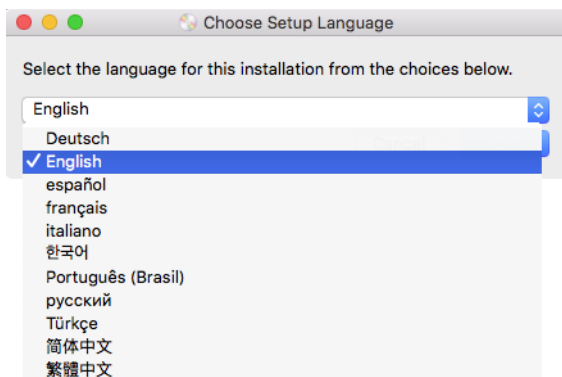 Choose Setup Language
Select the language for this installation from the choices below.
English
Deutsch
✓ English
español
français
italiano
한국어
Português (Brasil)
русский
Türkçe
简体中文
繁體中文